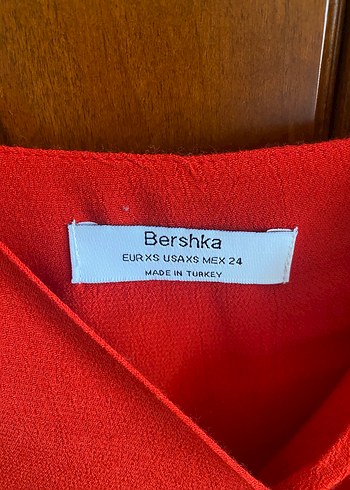 Bershka
EUR XS USA XS MEX 24
MADE IN TURKEY